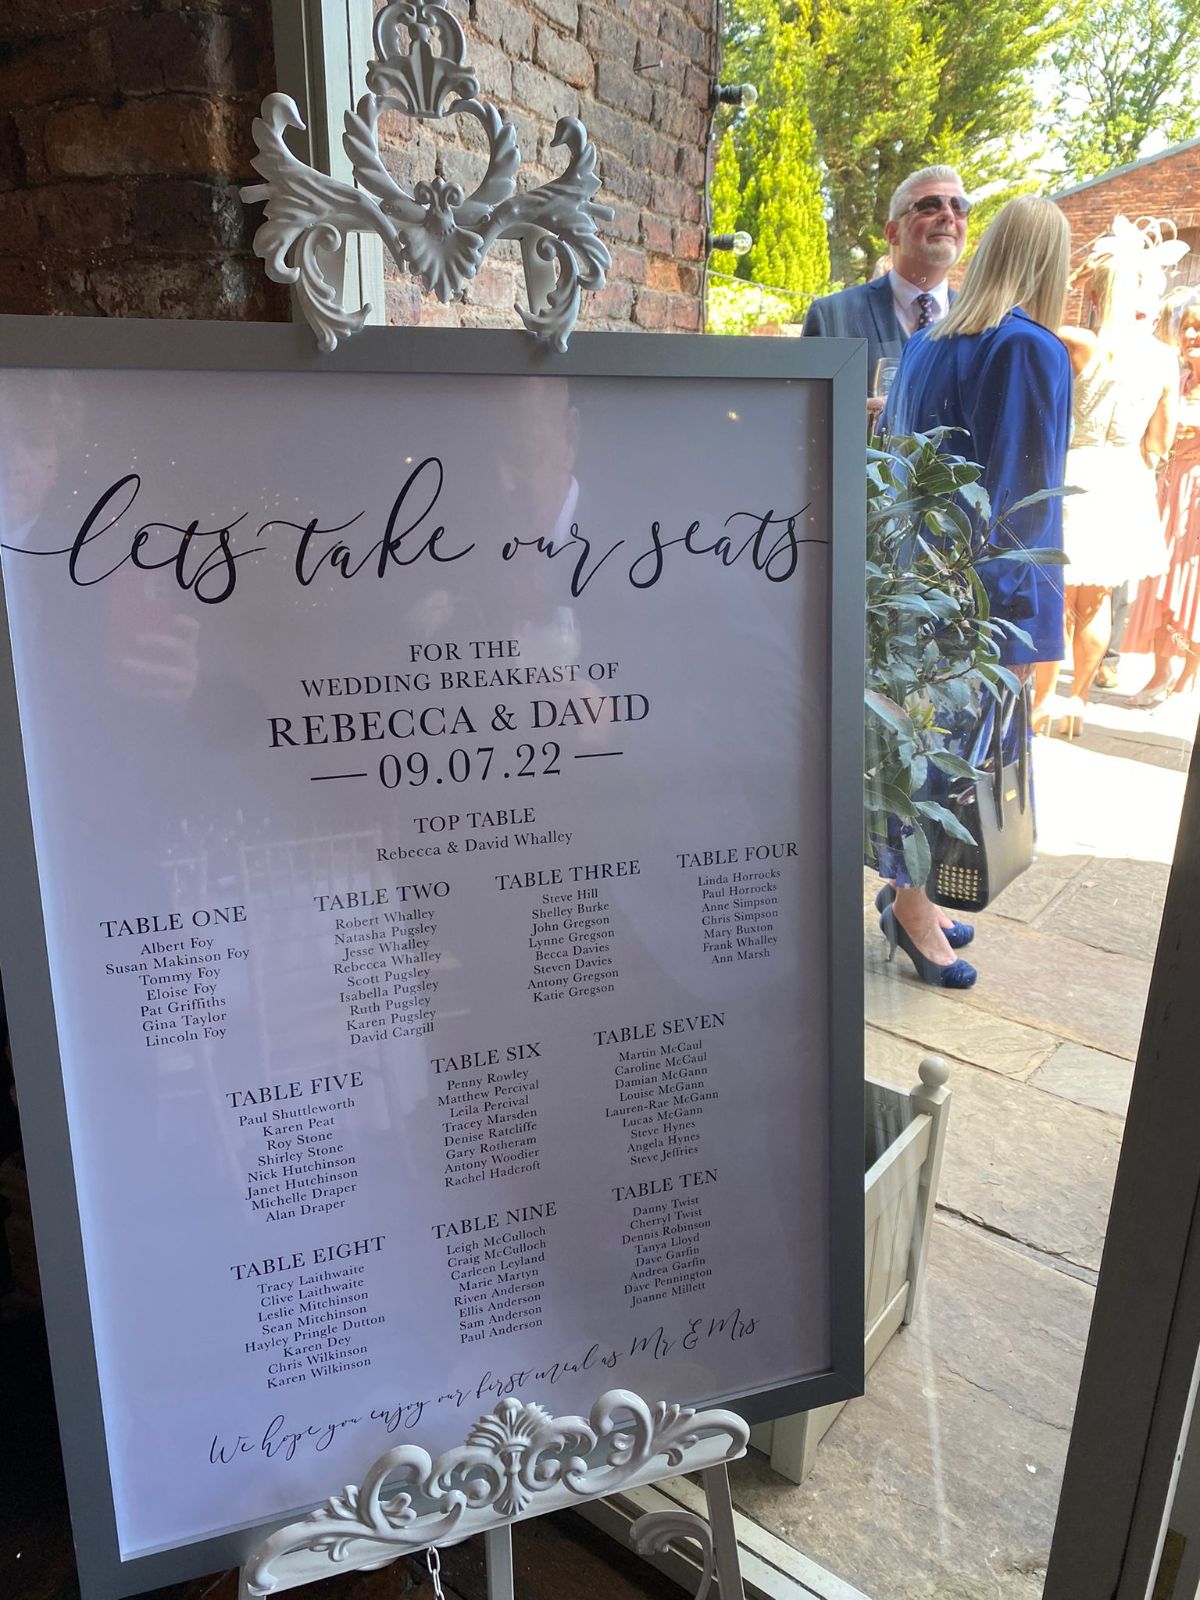 lets take our seats
FOR THE
WEDDING BREAKFAST OF
REBECCA & DAVID
— 09.07.22 —
TOP TABLE
Rebecca & David Whalley
TABLE ONE
Albert Foy
Susan Makinson Foy
Tommy Foy
Eloise Foy
Pat Griffiths
Gina Taylor
Lincoln Foy
TABLE TWO
Robert Whalley
Natasha Pugsley
Jesse Whalley
Rebecca Whalley
Scott Pugsley
Isabella Pugsley
Ruth Pugsley
Karen Pugsley
David Cargill
TABLE THREE
Steve Hill
Shelley Burke
John Gregson
Lynne Gregson
Becca Davies
Steven Davies
Antony Gregson
Katie Gregson
TABLE FOUR
Linda Horrocks
Paul Horrocks
Anne Simpson
Chris Simpson
Mary Buxton
Frank Whalley
Ann Marsh
TABLE FIVE
Paul Shuttleworth
Karen Peat
Roy Stone
Shirley Stone
Nick Hutchinson
Janet Hutchinson
Michelle Draper
Alan Draper
TABLE SIX
Penny Rowley
Matthew Percival
Leila Percival
Tracey Marsden
Denise Ratcliffe
Gary Rotheram
Antony Woodier
Rachel Hadcroft
TABLE SEVEN
Martin McCaul
Caroline McCaul
Damian McGann
Louise McGann
Lauren-Rae McGann
Lucas McGann
Steve Hynes
Angela Hynes
Steve Jeffries
TABLE EIGHT
Tracy Laithwaite
Clive Laithwaite
Leslie Mitchinson
Sean Mitchinson
Hayley Pringle Dutton
Karen Dey
Chris Wilkinson
Karen Wilkinson
TABLE NINE
Leigh McCulloch
Craig McCulloch
Carleen Leyland
Marie Martyn
Riven Anderson
Ellis Anderson
Sam Anderson
Paul Anderson
TABLE TEN
Danny Twist
Cherryl Twist
Dennis Robinson
Tanya Lloyd
Dave Garfin
Andrea Garfin
Dave Pennington
Joanne Millett
We hope you enjoy our first meal as Mr & Mrs